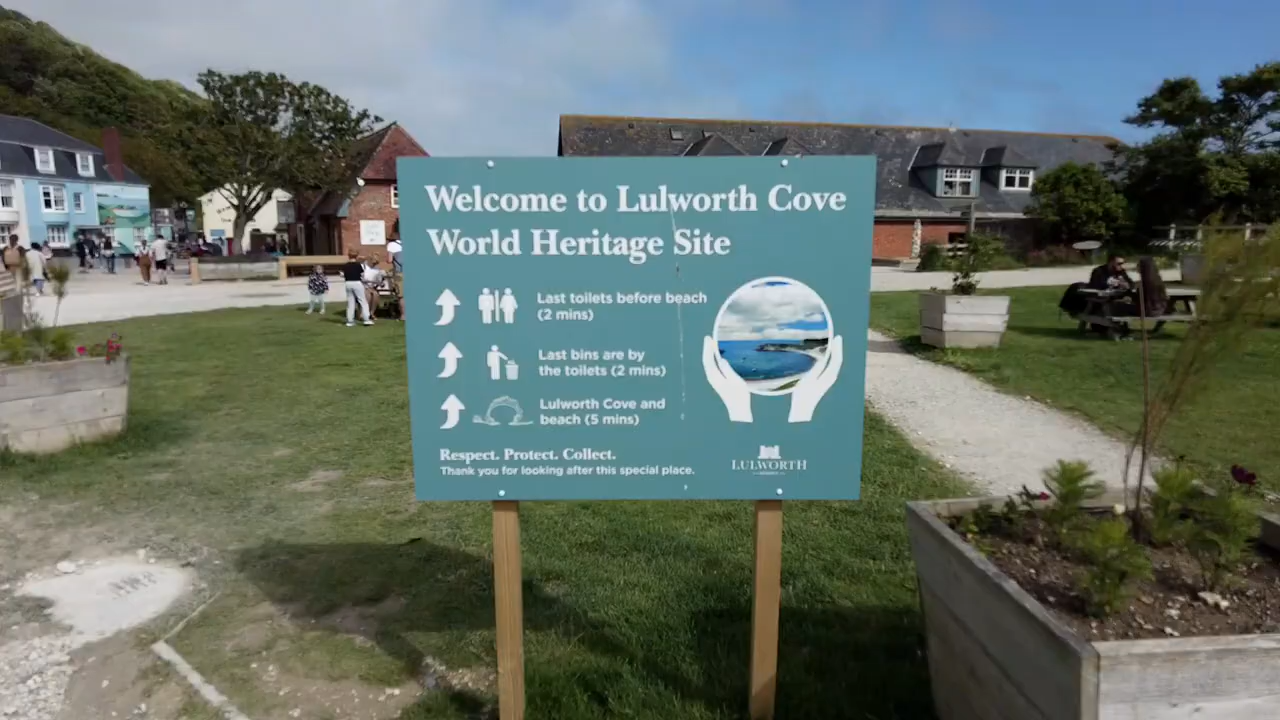 Welcome to Lulworth Cove
World Heritage Site
Last toilets before beach
(2 mins)
Last bins are by
the toilets (2 mins)
Lulworth Cove and
beach (5 mins)
Respect. Protect. Collect.
Thank you for looking after this special place.
LULWORTH